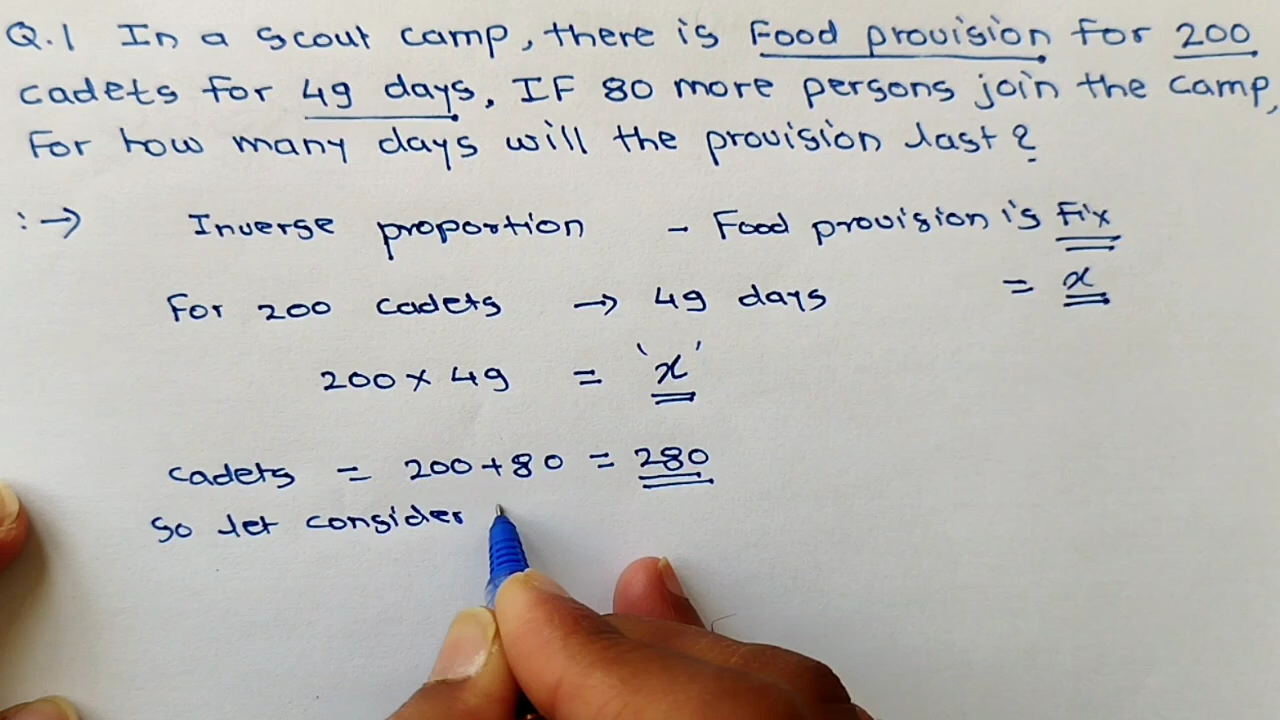 Q.1 In a scout camp, there is food provision for 200
cadets for 49 days, If 80 more persons join the camp,
for how many days will the provision last?
:→ Inverse proportion - Food provision is Fix
For 200 cadets → 49 days = x
200 × 49 = 'x'
cadets = 200+80 = 280
So let consider